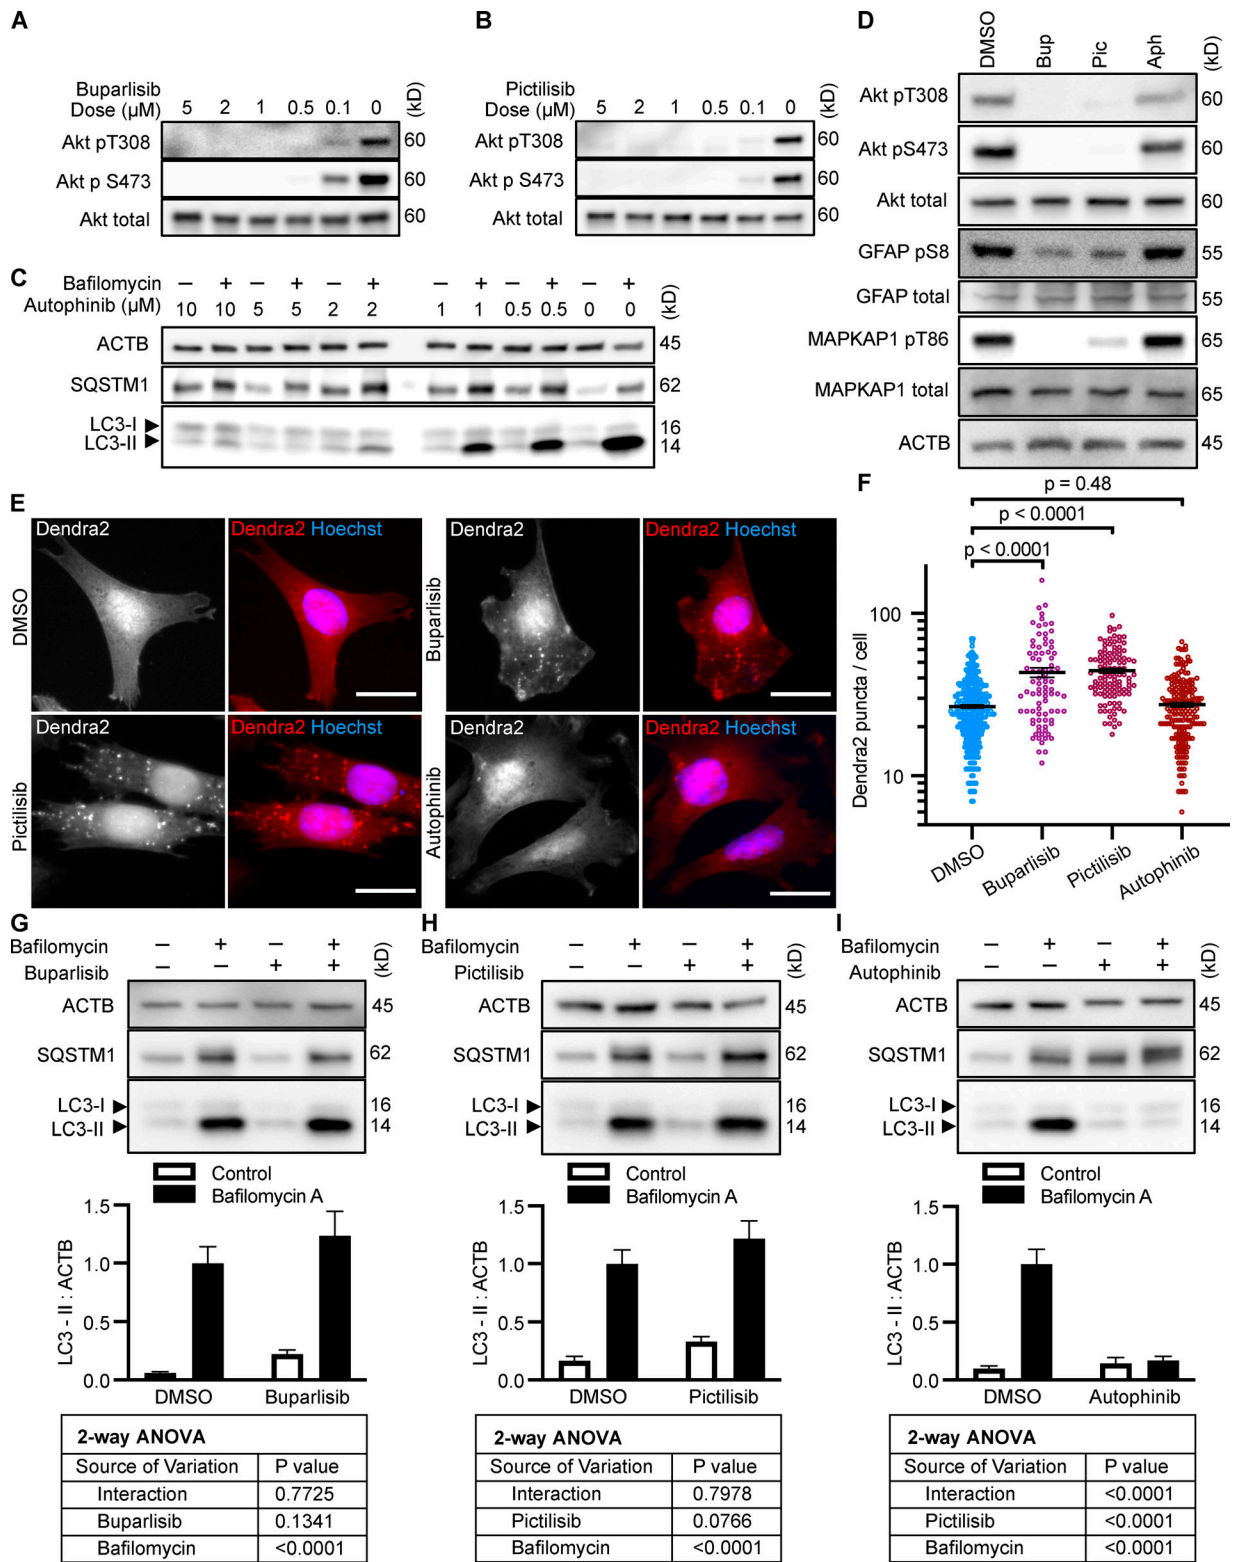 A
Buparlisib
Dose (µM) 5 2 1 0.5 0.1 0 (kD)
Akt pT308 60
Akt p S473 60
Akt total 60
B
Pictilisib
Dose (µM) 5 2 1 0.5 0.1 0 (kD)
Akt pT308 60
Akt p S473 60
Akt total 60
C
Bafilomycin – + – + – + – + – + – +
Autophinib (µM) 10 10 5 5 2 2 1 1 0.5 0.5 0 0 (kD)
ACTB 45
SQSTM1 62
LC3-I 16
LC3-II 14
D
DMSO Bup Pic Aph (kD)
Akt pT308 60
Akt pS473 60
Akt total 60
GFAP pS8 55
GFAP total 55
MAPKAP1 pT86 65
MAPKAP1 total 65
ACTB 45
E
DMSO
Dendra2
Dendra2 Hoechst
Buparlisib
Dendra2
Dendra2 Hoechst
Pictilisib
Dendra2
Dendra2 Hoechst
Autophinib
Dendra2
Dendra2 Hoechst
F
p = 0.48
p < 0.0001
p < 0.0001
Dendra2 puncta / cell
100
10
DMSO Buparlisib Pictilisib Autophinib
G
Bafilomycin – + – +
Buparlisib – – + + (kD)
ACTB 45
SQSTM1 62
LC3-I 16
LC3-II 14
Control
Bafilomycin A
LC3 - II : ACTB
1.5
1.0
0.5
0.0
DMSO Buparlisib
2-way ANOVA
Source of Variation P value
Interaction 0.7725
Buparlisib 0.1341
Bafilomycin <0.0001
H
Bafilomycin – + – +
Pictilisib – – + + (kD)
ACTB 45
SQSTM1 62
LC3-I 16
LC3-II 14
Control
Bafilomycin A
LC3 - II : ACTB
1.5
1.0
0.5
0.0
DMSO Pictilisib
2-way ANOVA
Source of Variation P value
Interaction 0.7978
Pictilisib 0.0766
Bafilomycin <0.0001
I
Bafilomycin – + – +
Autophinib – – + + (kD)
ACTB 45
SQSTM1 62
LC3-I 16
LC3-II 14
Control
Bafilomycin A
LC3 - II : ACTB
1.5
1.0
0.5
0.0
DMSO Autophinib
2-way ANOVA
Source of Variation P value
Interaction <0.0001
Pictilisib <0.0001
Bafilomycin <0.0001